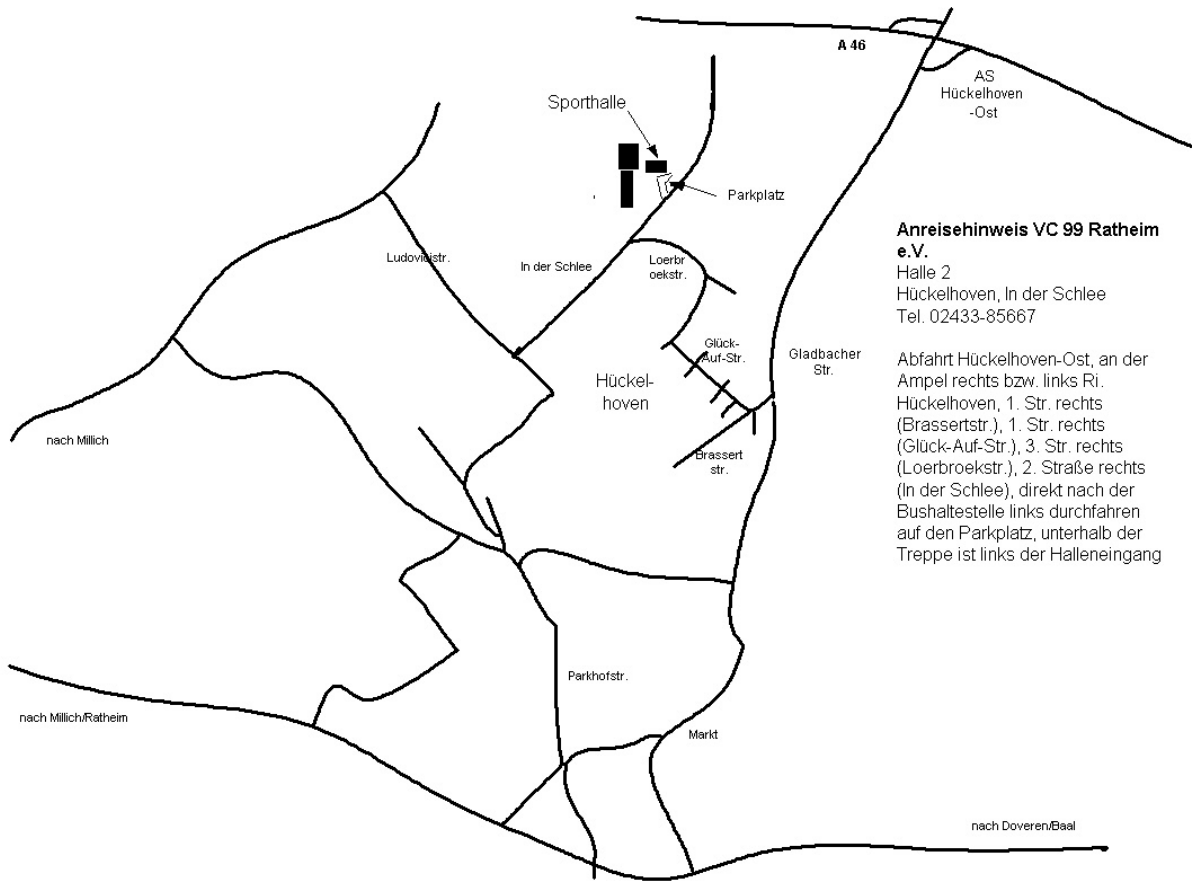 A 46
AS
Hückelhoven
-Ost
Sporthalle
Parkplatz
Ludovicistr.
In der Schlee
Loerbr
oekstr.
Glück-
Auf-Str.
Gladbacher
Str.
Hückel-
hoven
Brassert
str.
nach Millich
Parkhofstr.
nach Millich/Ratheim
Markt
nach Doveren/Baal
Anreisehinweis VC 99 Ratheim
e.V.
Halle 2
Hückelhoven, In der Schlee
Tel. 02433-85667
Abfahrt Hückelhoven-Ost, an der
Ampel rechts bzw. links Ri.
Hückelhoven, 1. Str. rechts
(Brassertstr.), 1. Str. rechts
(Glück-Auf-Str.), 3. Str. rechts
(Loerbroekstr.), 2. Straße rechts
(In der Schlee), direkt nach der
Bushaltestelle links durchfahren
auf den Parkplatz, unterhalb der
Treppe ist links der Halleneingang